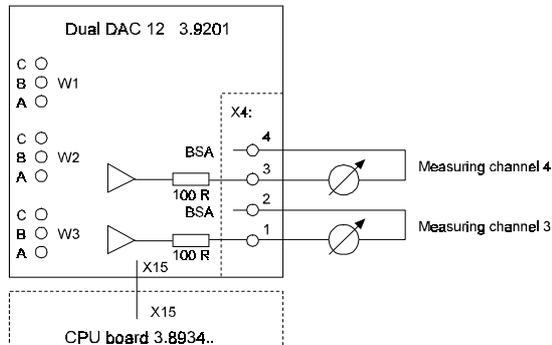 Dual DAC 12 3.9201
C
B W1
A
X4:
C
B W2
A
BSA 4
3
100 R
Measuring channel 4
C
B W3
A
BSA 2
1
100 R
Measuring channel 3
X15
X15
CPU board 3.8934..